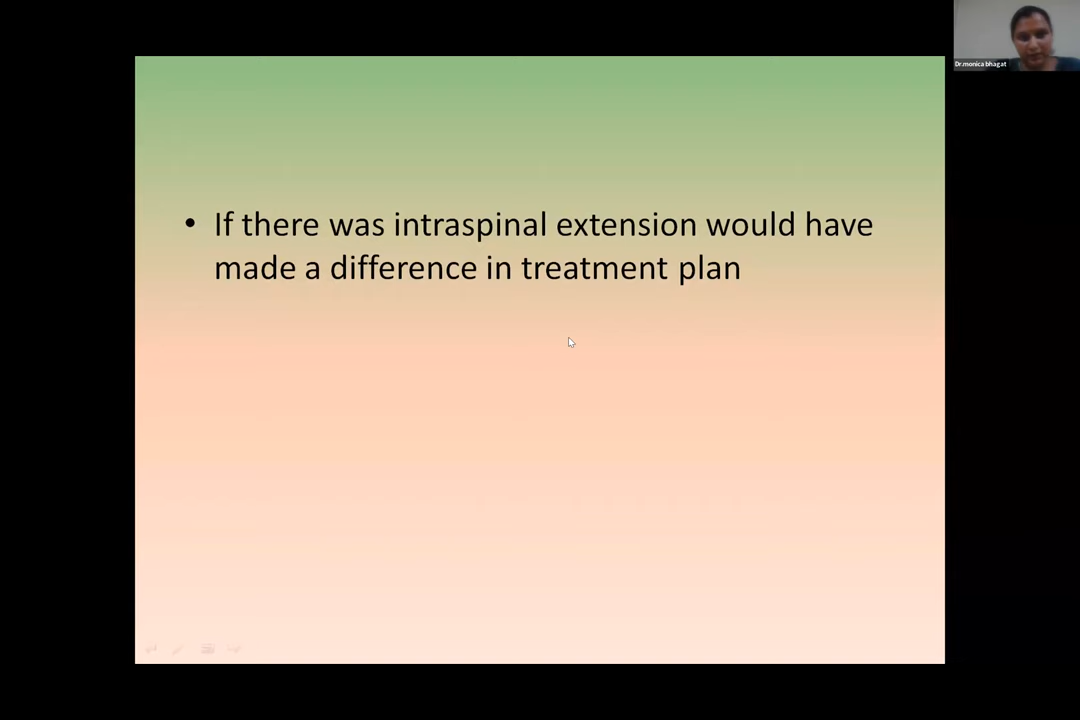 Dr.monica bhagat
• If there was intraspinal extension would have
made a difference in treatment plan